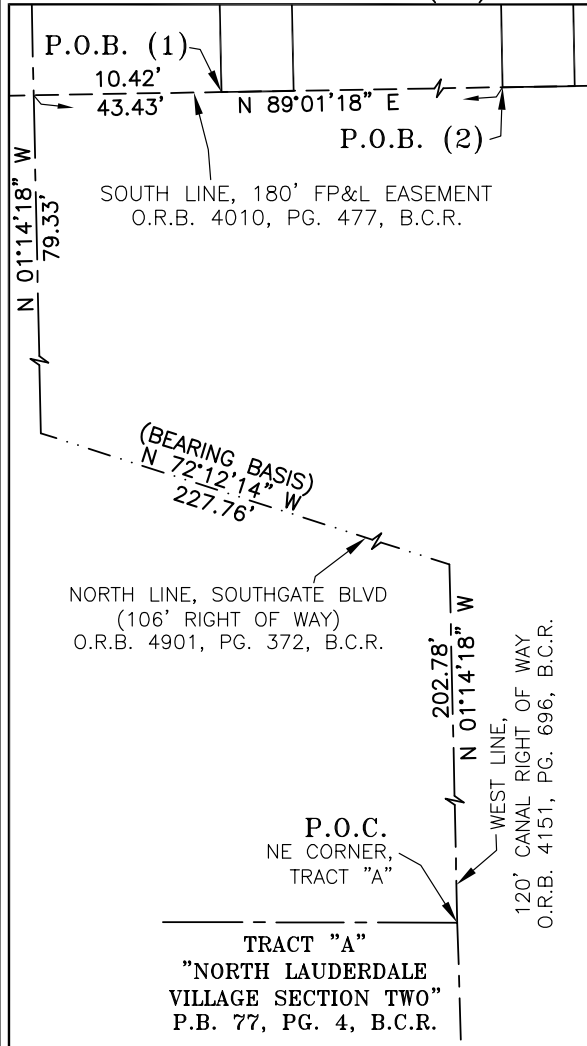 P.O.B. (1)
10.42'
43.43'
N 89°01'18" E
P.O.B. (2)
SOUTH LINE, 180' FP&L EASEMENT
O.R.B. 4010, PG. 477, B.C.R.
N 01°14'18" W
79.33'
(BEARING BASIS)
N 72°12'14" W
227.76'
NORTH LINE, SOUTHGATE BLVD
(106' RIGHT OF WAY)
O.R.B. 4901, PG. 372, B.C.R.
202.78'
N 01°14'18" W
WEST LINE,
120' CANAL RIGHT OF WAY
O.R.B. 4151, PG. 696, B.C.R.
P.O.C.
NE CORNER,
TRACT "A"
TRACT "A"
"NORTH LAUDERDALE
VILLAGE SECTION TWO"
P.B. 77, PG. 4, B.C.R.